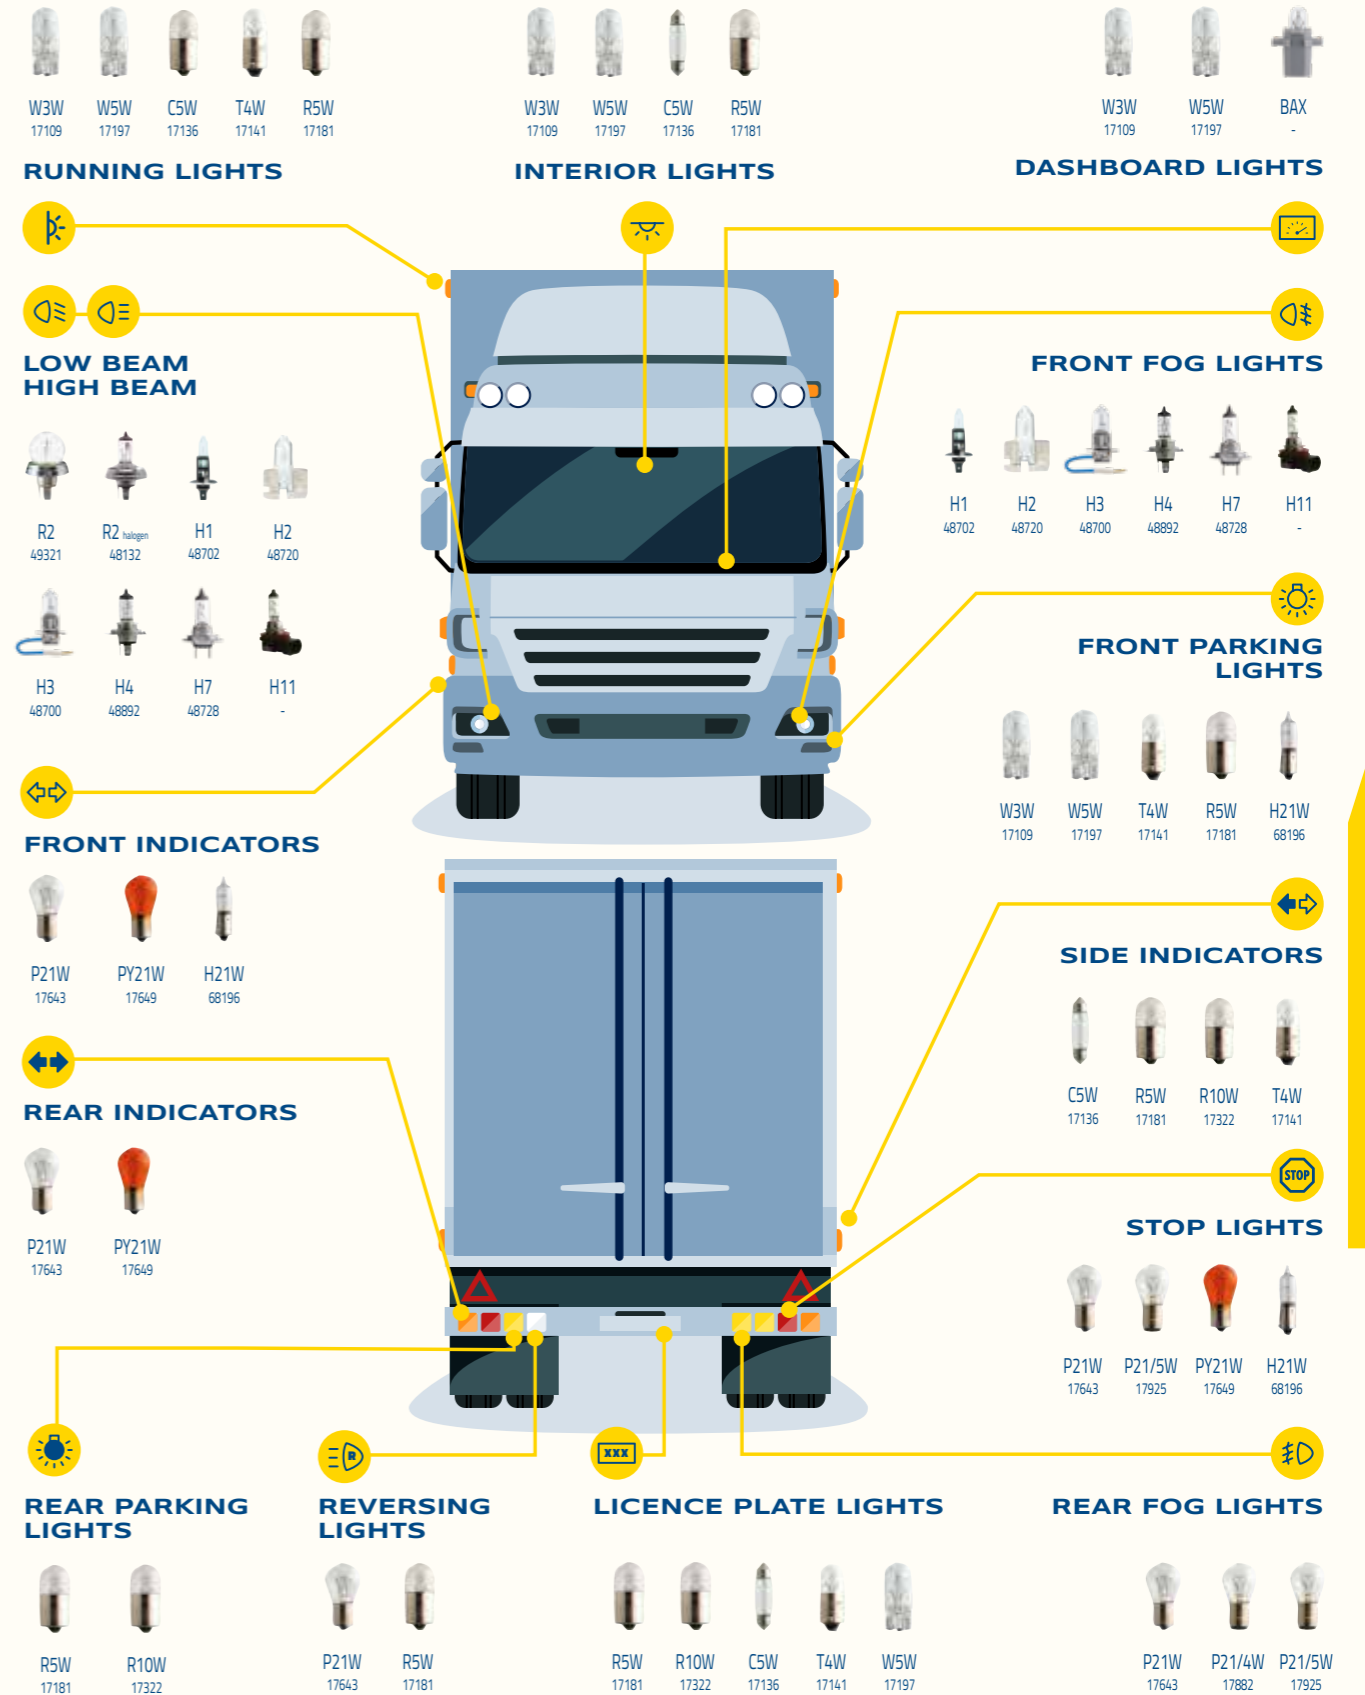 W3W W5W C5W T4W R5W
17109 17197 17136 17141 17181
RUNNING LIGHTS
W3W W5W C5W R5W
17109 17197 17136 17181
INTERIOR LIGHTS
W3W W5W BAX
17109 17197 -
DASHBOARD LIGHTS
LOW BEAM
HIGH BEAM
R2 R2 halogen H1 H2
49321 48132 48702 48720
H3 H4 H7 H11
48700 48892 48728 -
FRONT FOG LIGHTS
H1 H2 H3 H4 H7 H11
48702 48720 48700 48892 48728 -
FRONT PARKING
LIGHTS
W3W W5W T4W R5W H21W
17109 17197 17141 17181 68196
FRONT INDICATORS
P21W PY21W H21W
17643 17649 68196
SIDE INDICATORS
C5W R5W R10W T4W
17136 17181 17322 17141
REAR INDICATORS
P21W PY21W
17643 17649
STOP
STOP LIGHTS
P21W P21/5W PY21W H21W
17643 17925 17649 68196
REAR PARKING
LIGHTS
R5W R10W
17181 17322
R
REVERSING
LIGHTS
P21W R5W
17643 17181
XXX
LICENCE PLATE LIGHTS
R5W R10W C5W T4W W5W
17181 17322 17136 17141 17197
REAR FOG LIGHTS
P21W P21/4W P21/5W
17643 17882 17925